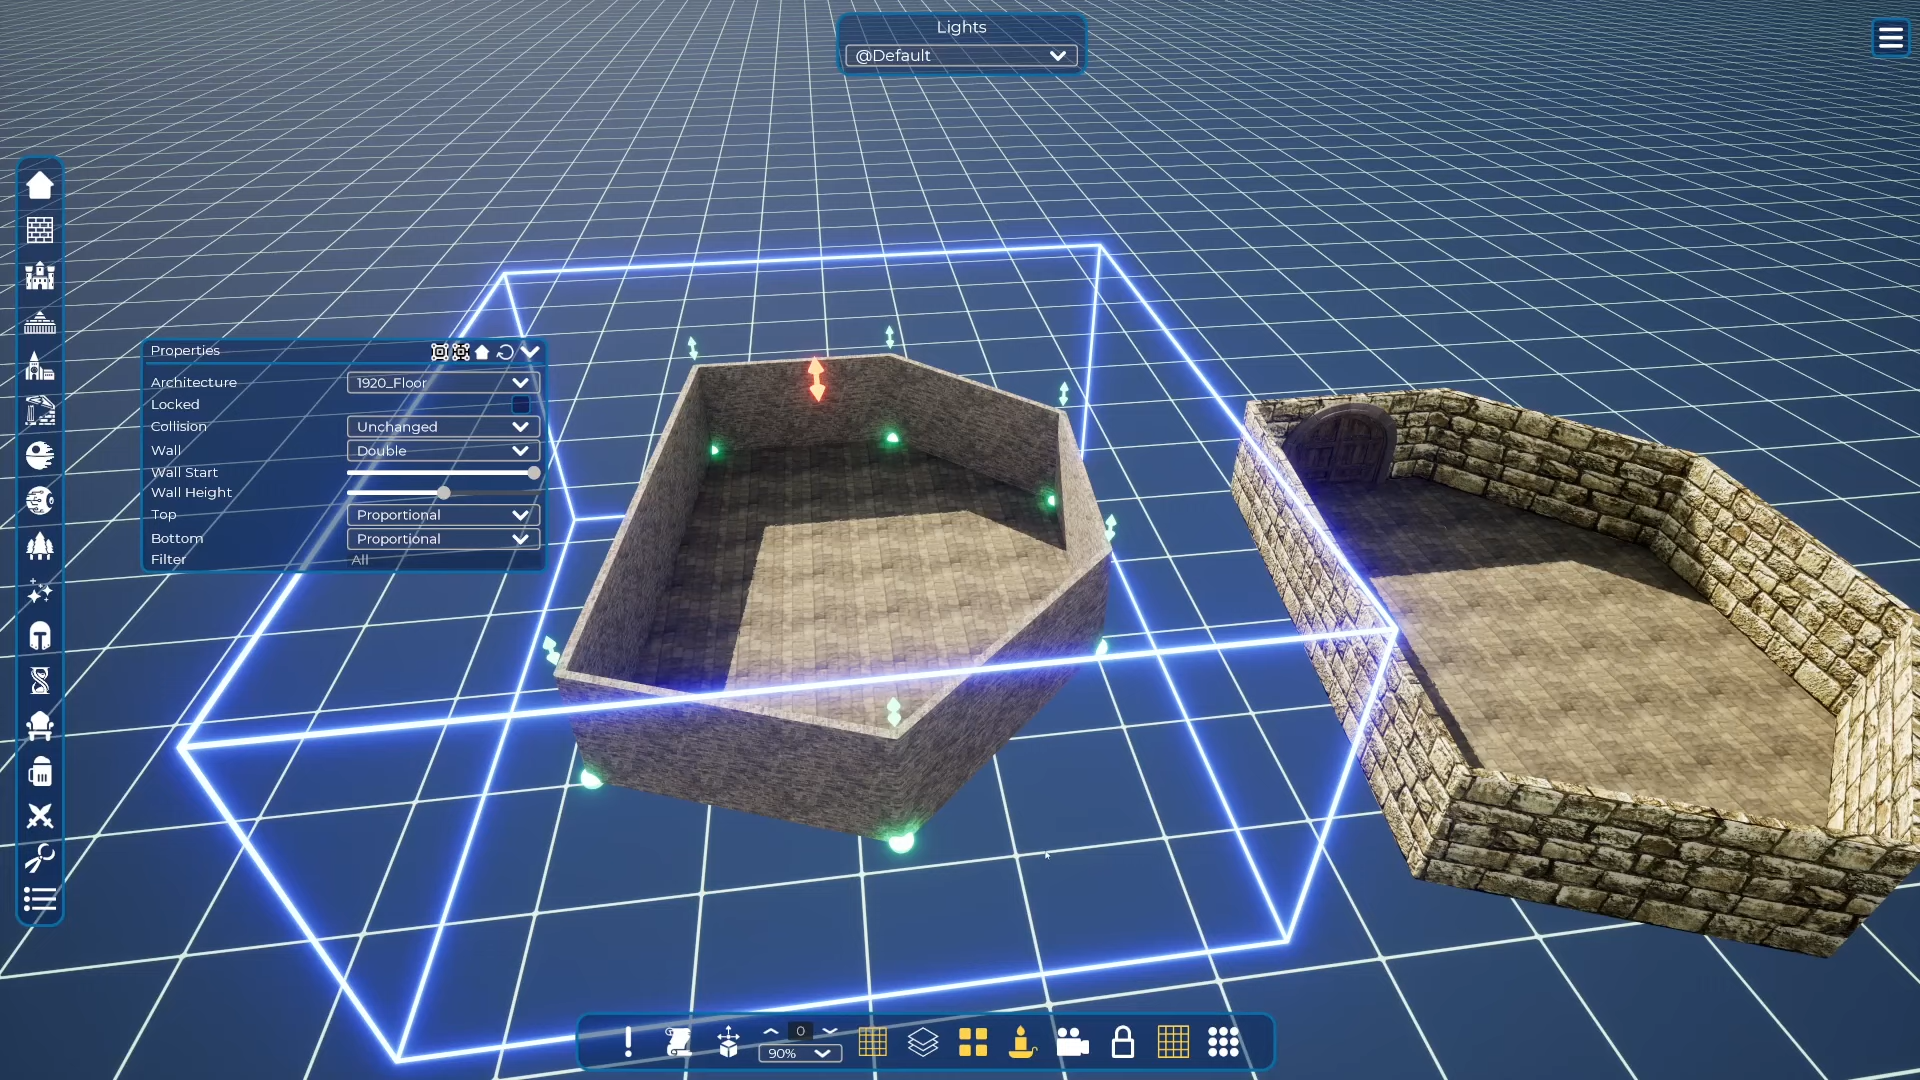 Lights
@Default
Properties
Architecture 1920_Floor
Locked
Collision Unchanged
Wall Double
Wall Start
Wall Height
Top Proportional
Bottom Proportional
Filter All
0
90%